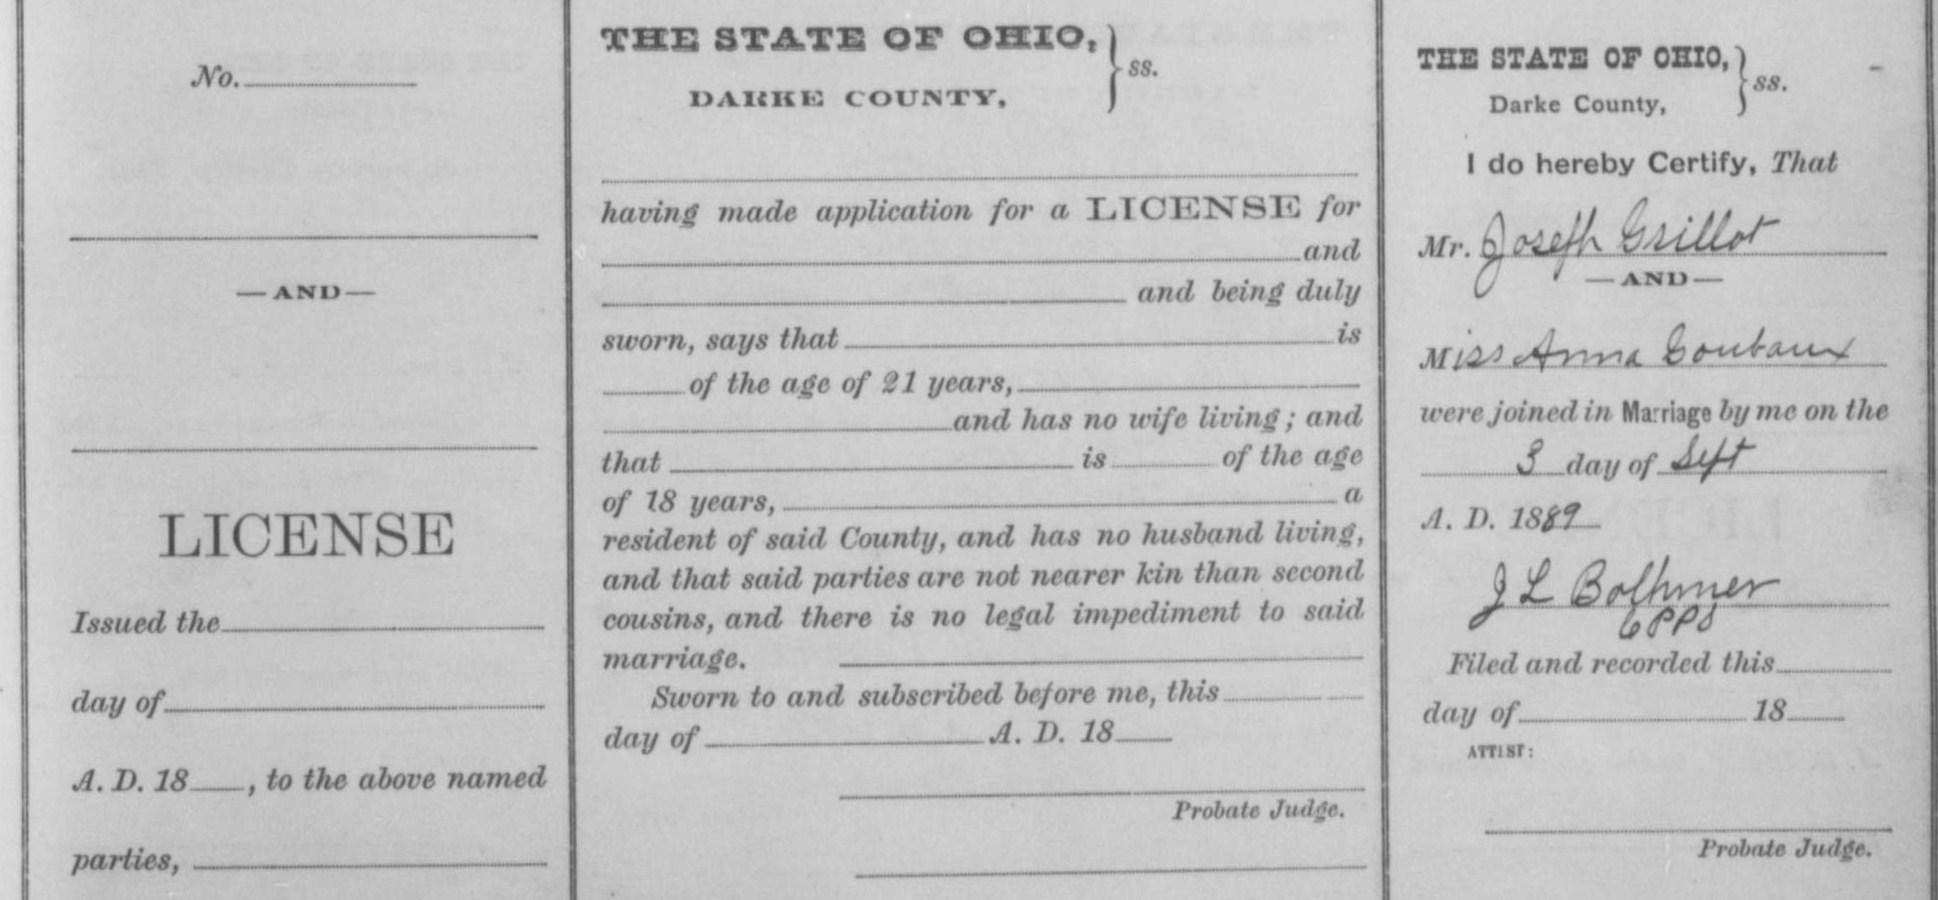 No.
—AND—
LICENSE
Issued the
day of
A. D. 18 , to the above named
parties,
THE STATE OF OHIO, } ss.
DARKE COUNTY,
having made application for a LICENSE for
and
and being duly
sworn, says that is
of the age of 21 years,
and has no wife living; and
that is of the age
of 18 years, a
resident of said County, and has no husband living,
and that said parties are not nearer kin than second
cousins, and there is no legal impediment to said
marriage.
Sworn to and subscribed before me, this
day of A. D. 18
Probate Judge.
THE STATE OF OHIO, } ss.
Darke County,
I do hereby Certify, That
Mr. Joseph Grillot
—AND—
Miss Anna Goubaux
were joined in Marriage by me on the
3 day of Sept
A. D. 1889
J L Bothmer
CPPS
Filed and recorded this
day of 18
ATTEST:
Probate Judge.